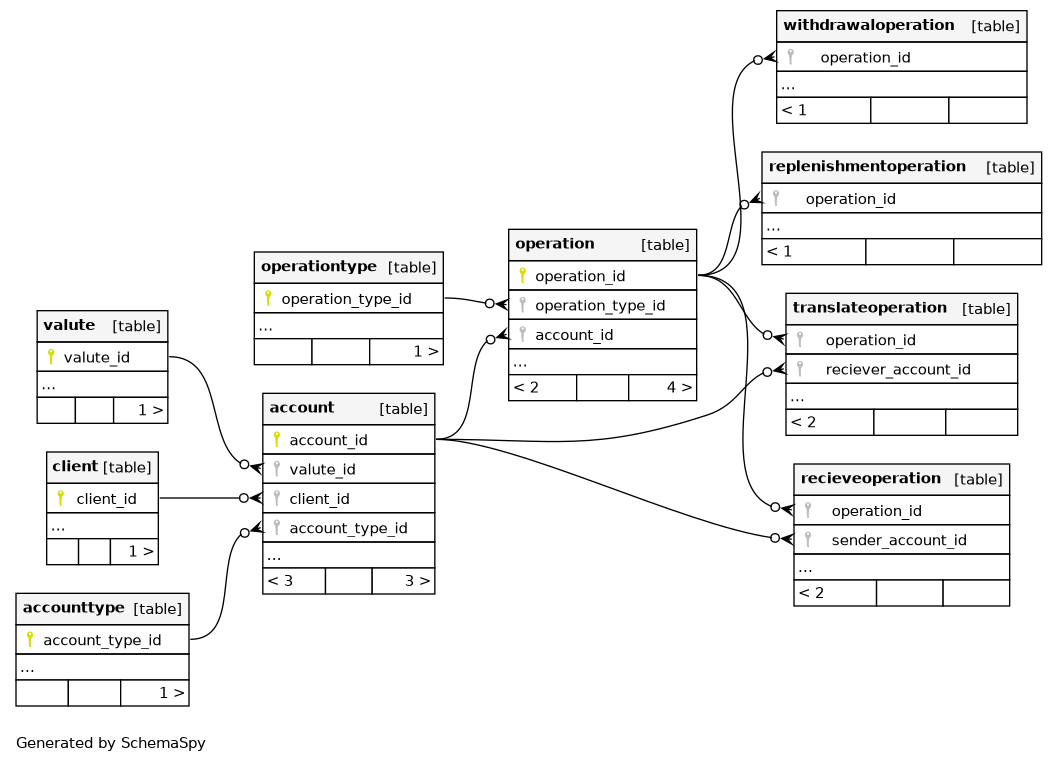 withdrawaloperation [table]
operation_id
...
< 1
replenishmentoperation [table]
operation_id
...
< 1
operation [table]
operation_id
operation_type_id
account_id
...
< 2 4 >
operationtype [table]
operation_type_id
...
1 >
translateoperation [table]
operation_id
reciever_account_id
...
< 2
valute [table]
valute_id
...
1 >
account [table]
account_id
valute_id
client_id
account_type_id
...
< 3 3 >
client [table]
client_id
...
1 >
recieveoperation [table]
operation_id
sender_account_id
...
< 2
accounttype [table]
account_type_id
...
1 >
Generated by SchemaSpy